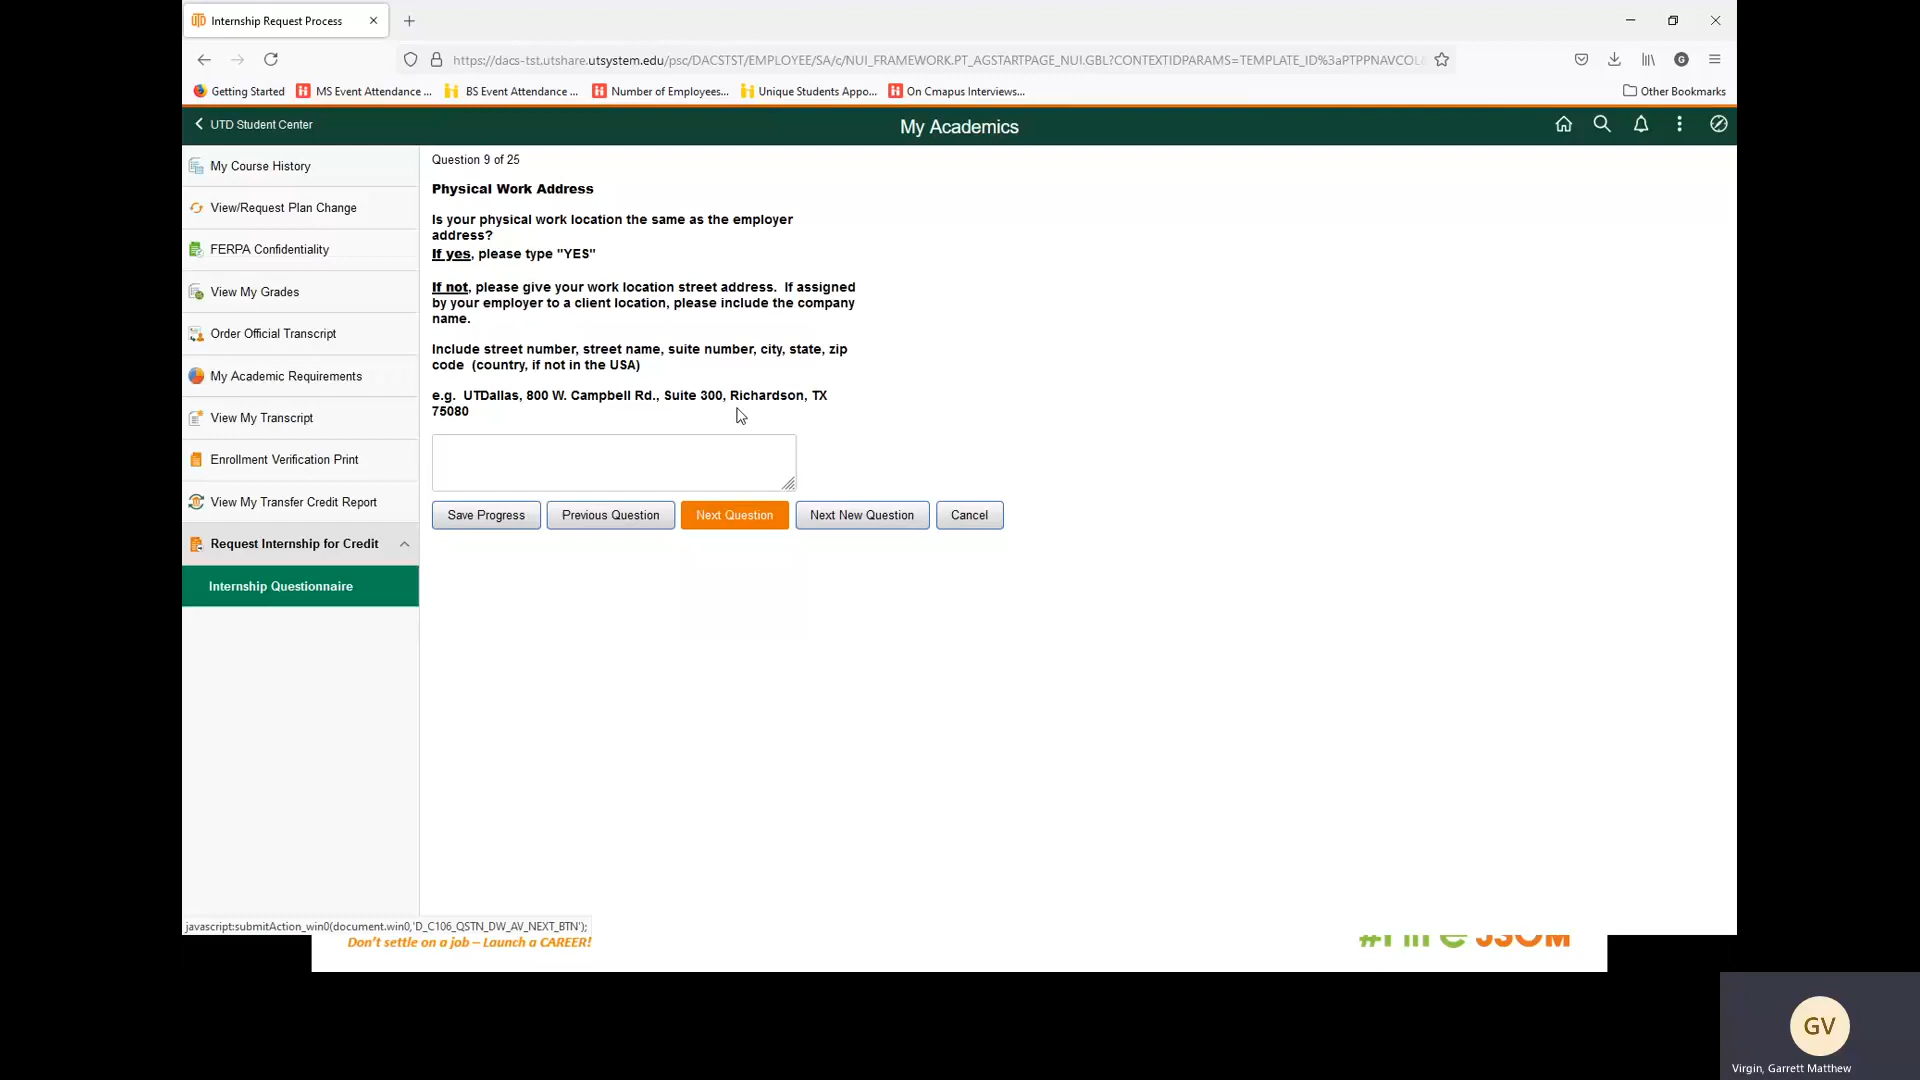 Internship Request Process
https://dacs-tst.utshare.utsystem.edu/psc/DACSTST/EMPLOYEE/SA/c/NUI_FRAMEWORK.PT_AGSTARTPAGE_NUI.GBL?CONTEXTIDPARAMS=TEMPLATE_ID%3aPTPPNAVCOL
Getting Started
MS Event Attendance ...
BS Event Attendance ...
Number of Employees...
Unique Students Appo...
On Cmapus Interviews...
Other Bookmarks
UTD Student Center
My Academics
My Course History
View/Request Plan Change
FERPA Confidentiality
View My Grades
Order Official Transcript
My Academic Requirements
View My Transcript
Enrollment Verification Print
View My Transfer Credit Report
Request Internship for Credit
Internship Questionnaire
Question 9 of 25
Physical Work Address
Is your physical work location the same as the employer
address?
If yes, please type "YES"
If not, please give your work location street address. If assigned
by your employer to a client location, please include the company
name.
Include street number, street name, suite number, city, state, zip
code (country, if not in the USA)
e.g. UTDallas, 800 W. Campbell Rd., Suite 300, Richardson, TX
75080
Save Progress
Previous Question
Next Question
Next New Question
Cancel
javascript:submitAction_win0(document.win0,'D_C106_QSTN_DW_AV_NEXT_BTN');
Don't settle on a job – Launch a CAREER!
GV
Virgin, Garrett Matthew